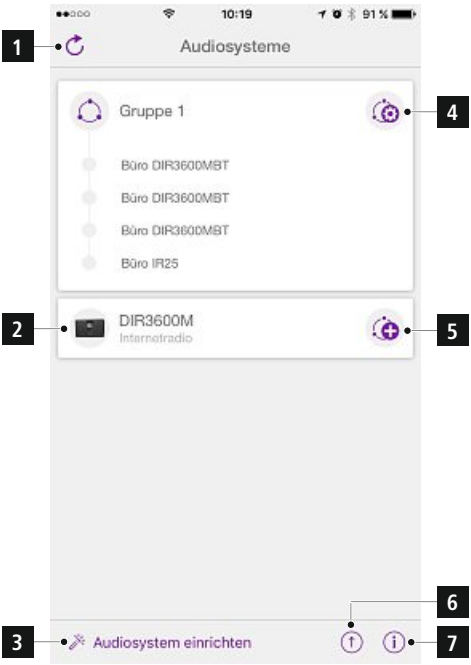 10:19
91 %
1
Audiosysteme
Gruppe 1
4
Büro DIR3600MBT
Büro DIR3600MBT
Büro DIR3600MBT
Büro IR25
2
DIR3600M
Internetradio
5
6
3
Audiosystem einrichten
7